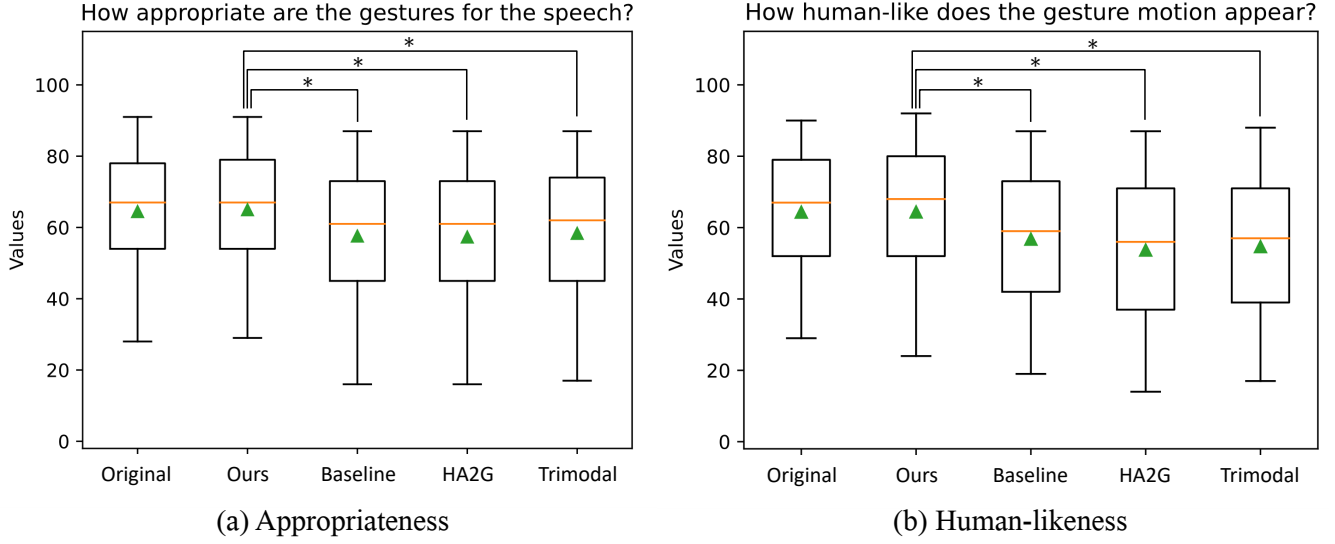 How appropriate are the gestures for the speech?
*
*
*
100
80
60
40
20
0
Values
Original Ours Baseline HA2G Trimodal
(a) Appropriateness
How human-like does the gesture motion appear?
*
*
*
100
80
60
40
20
0
Values
Original Ours Baseline HA2G Trimodal
(b) Human-likeness